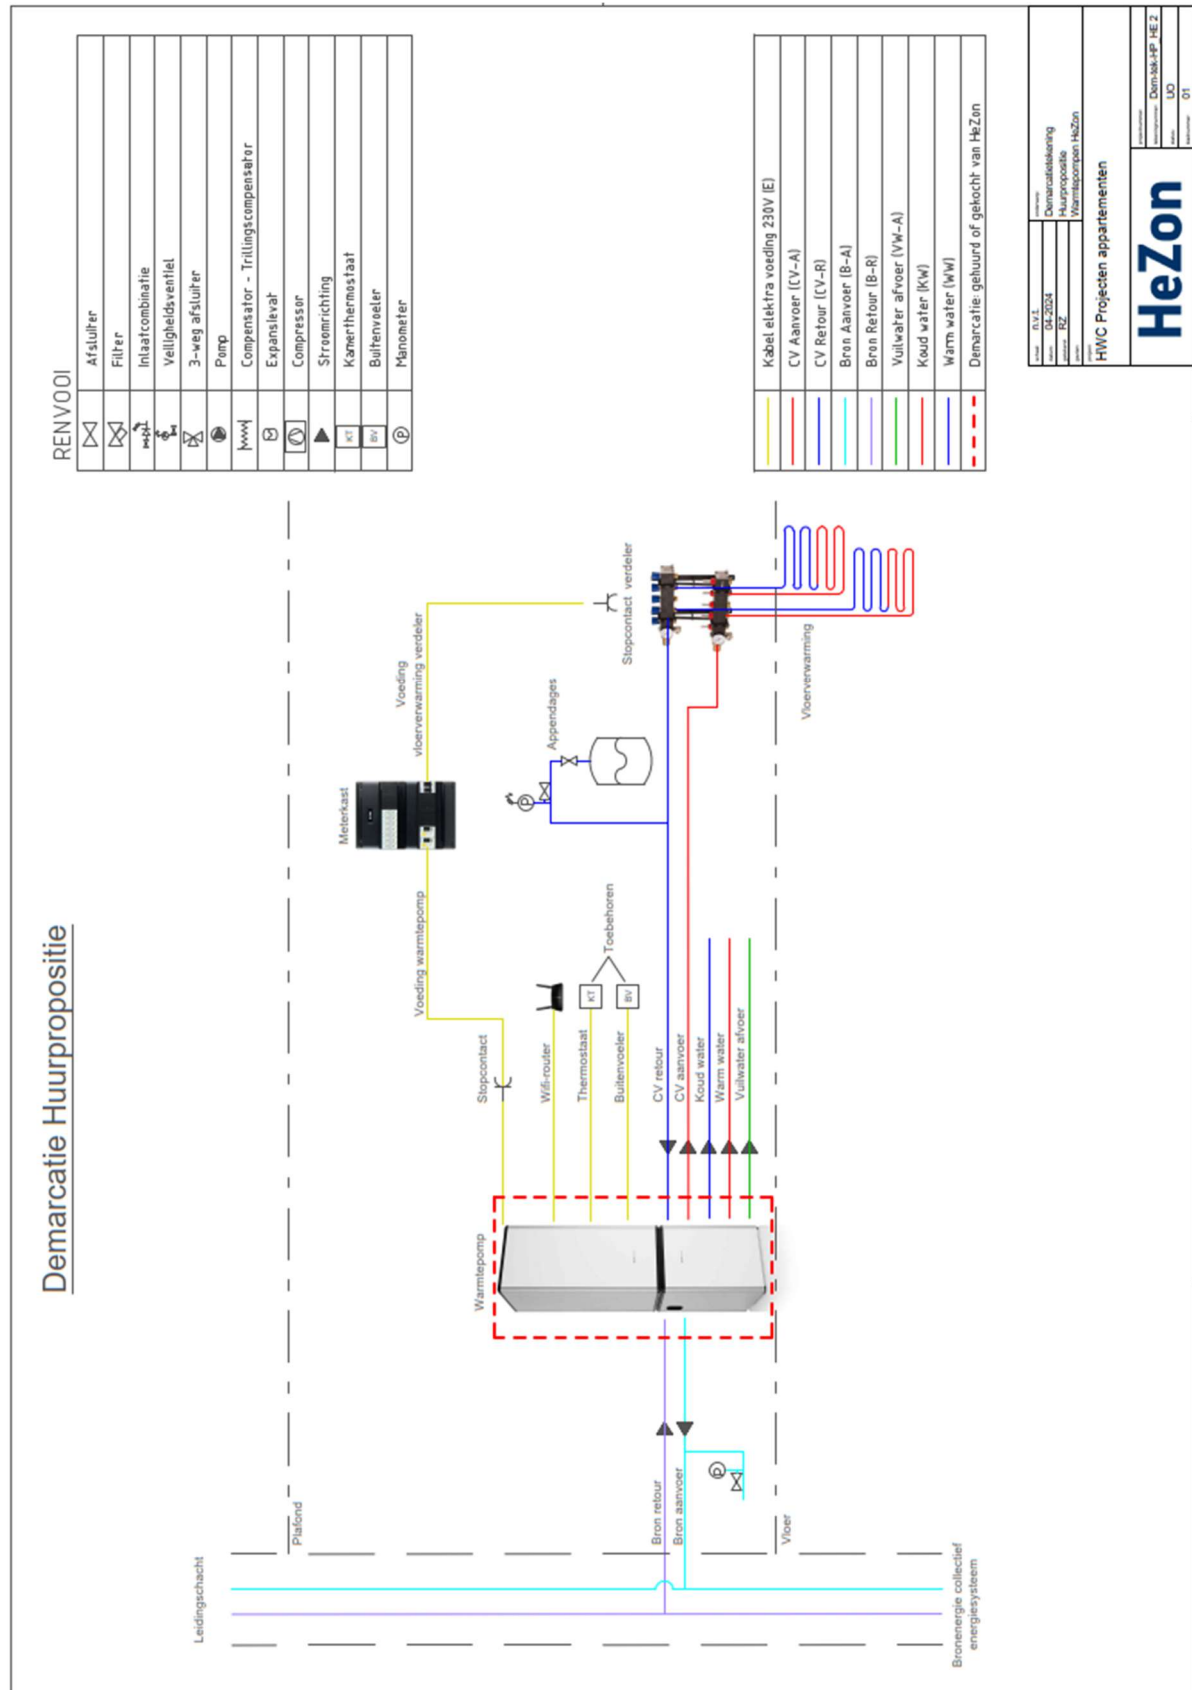 Demarcatie Huurpropositie
RENVOOI
Afsluiter
Filter
Inlaatcombinatie
Veiligheidsventiel
3-weg afsluiter
Pomp
Compensator - Trillingscompensator
Expansievat
Compressor
Stroomrichting
KT Kamerthermostaat
BV Buitenvoeler
P Manometer
Leidingschacht
Plafond
Meterkast
Voeding warmtepomp
Voeding
vloerverwarming verdeler
Stopcontact
Warmtepomp
Wifi-router
Thermostaat
KT
Buitenvoeler
BV
Toebehoren
P
Appendages
Stopcontact verdeler
CV retour
CV aanvoer
Koud water
Warm water
Vuilwater afvoer
Bron retour
Bron aanvoer
P
Vloer
Vloerverwarming
Bronenergie collectief
energiesysteem
Kabel elektra voeding 230V (E)
CV Aanvoer (CV-A)
CV Retour (CV-R)
Bron Aanvoer (B-A)
Bron Retour (B-R)
Vuilwater afvoer (VW-A)
Koud water (KW)
Warm water (WW)
Demarcatie: gehuurd of gekocht van HeZon
n.v.t.
04-2024
RZ
Demarcatietekening
Huurpropositie
Warmtepompen HeZon
HWC Projecten appartementen
HeZon
Dem-tek-HP_HE 2
UO
01